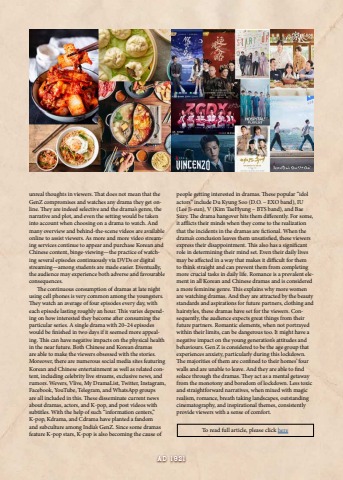 VINCENZO
HOSPITAL
unreal thoughts in viewers. That does not mean that the
GenZ compromises and watches any drama they get on-
line. They are indeed selective and the drama's genre, the
narrative and plot, and even the setting would be taken
into account when choosing on a drama to watch. And
many overview and behind-the-scene videos are available
online to assist viewers. As more and more video stream-
ing services continue to appear and purchase Korean and
Chinese content, binge-viewing—the practice of watch-
ing several episodes continuously via DVDs or digital
streaming—among students are made easier. Eventually,
the audience may experience both adverse and favourable
consequences.
The continuous consumption of dramas at late night
using cell phones is very common among the youngsters.
They watch an average of four episodes every day, with
each episode lasting roughly an hour. This varies depend-
ing on how interested they become after consuming the
particular series. A single drama with 20-24 episodes
would be finished in two days if it seemed more appeal-
ing. This can have negative impacts on the physical health
in the near future. Both Chinese and Korean dramas
are able to make the viewers obsessed with the stories.
Moreover, there are numerous social media sites featuring
Korean and Chinese entertainment as well as related con-
tent, including celebrity live streams, exclusive news, and
rumors. Wevers, Vlive, My DramaList, Twitter, Instagram,
Facebook, YouTube, Telegram, and WhatsApp groups
are all included in this. These disseminate current news
about dramas, actors, and K-pop, and post videos with
subtitles. With the help of such "information centers,"
K-pop, Kdrama, and Cdrama have planted a fandom
and subculture among India's GenZ. Since some dramas
feature K-pop stars, K-pop is also becoming the cause of
people getting interested in dramas. These popular "idol
actors" include Du Kyung Soo (D.O. – EXO band), IU
(Lee Ji-eun), V (Kim TaeHyung – BTS band), and Bae
Suzy. The drama hangover hits them differently. For some,
it afflicts their minds when they come to the realization
that the incidents in the dramas are fictional. When the
drama's conclusion leaves them unsatisfied, these viewers
express their disappointment. This also has a significant
role in determining their mind set. Even their daily lives
may be affected in a way that makes it difficult for them
to think straight and can prevent them from completing
more crucial tasks in daily life. Romance is a prevalent ele-
ment in all Korean and Chinese dramas and is considered
a more feminine genre. This explains why more women
are watching dramas. And they are attracted by the beauty
standards and aspirations for future partners, clothing and
hairstyles, these dramas have set for the viewers. Con-
sequently, the audience expects great things from their
future partners. Romantic elements, when not portrayed
within their limits, can be dangerous too. It might have a
negative impact on the young generation's attitudes and
behaviours. Gen Z is considered to be the age group that
experiences anxiety, particularly during this lockdown.
The majorities of them are confined to their homes' four
walls and are unable to leave. And they are able to find
solace through the dramas. They act as a mental getaway
from the monotony and boredom of lockdown. Less toxic
and straightforward narratives, when mixed with magic
realism, romance, breath taking landscapes, outstanding
cinematography, and inspirational themes, consistently
provide viewers with a sense of comfort.
To read full article, please click here
AD 1921